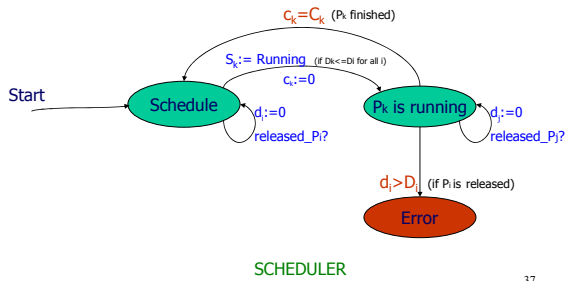 cₖ=Cₖ (Pₖ finished)
Sₖ:= Running (if Dk<=Di for all i)
cₖ:=0
Start
Schedule
Pₖ is running
dᵢ:=0
released_Pᵢ?
dⱼ:=0
released_Pⱼ?
dᵢ>Dᵢ (if Pᵢ is released)
Error
SCHEDULER
37